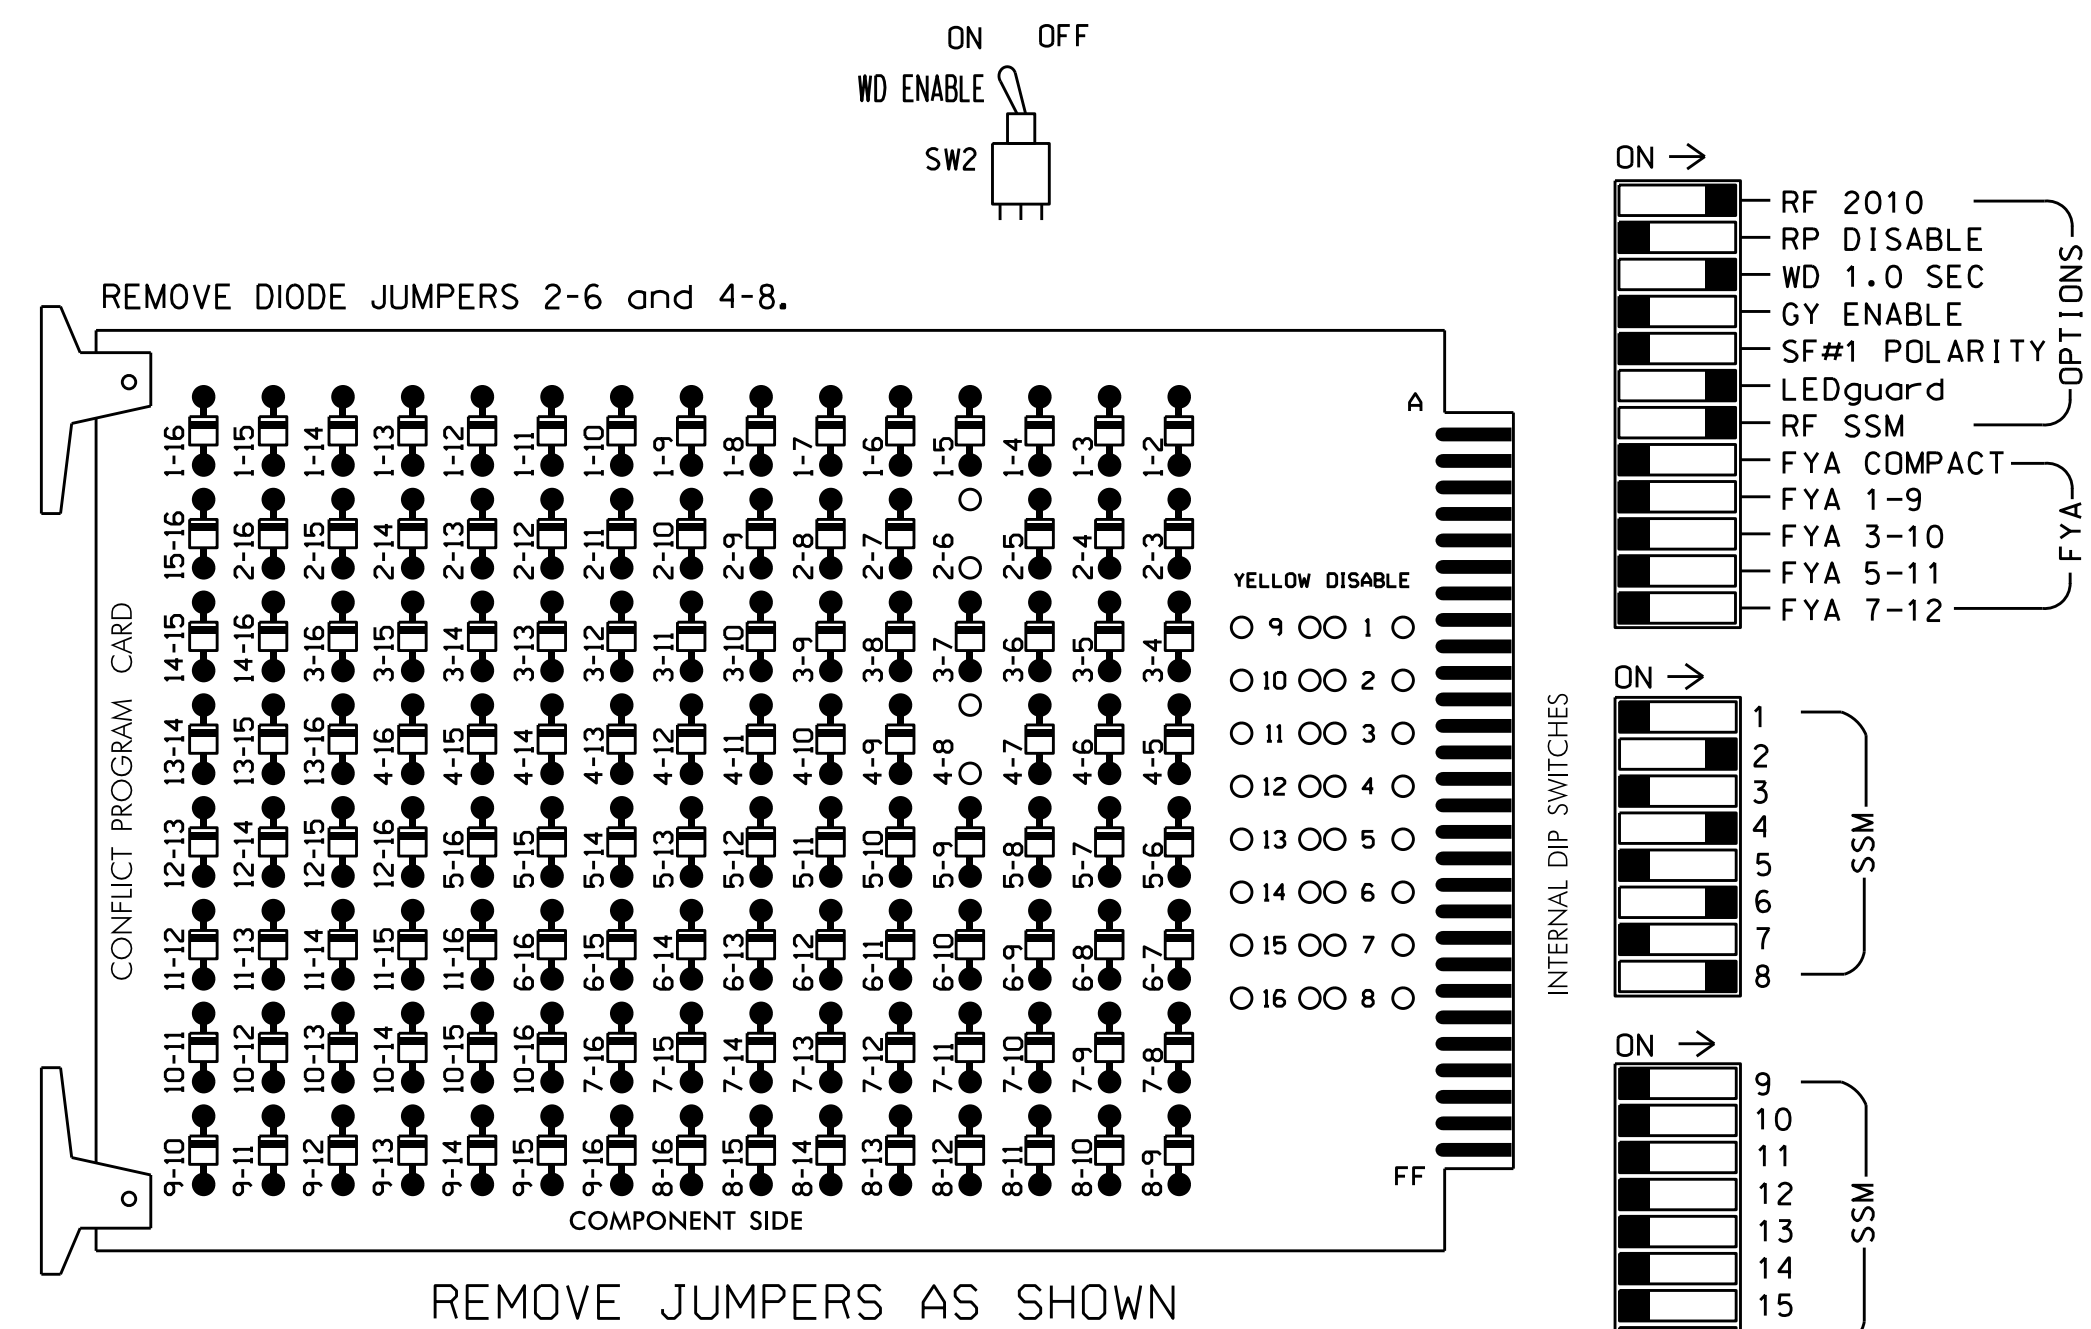 ON OFF
WD ENABLE
SW2
REMOVE DIODE JUMPERS 2-6 and 4-8.
1-16 1-15 1-14 1-13 1-12 1-11 1-10 1-9 1-8 1-7 1-6 1-5 1-4 1-3 1-2
15-16 2-16 2-15 2-14 2-13 2-12 2-11 2-10 2-9 2-8 2-7 2-6 2-5 2-4 2-3
14-15 14-16 3-16 3-15 3-14 3-13 3-12 3-11 3-10 3-9 3-8 3-7 3-6 3-5 3-4
13-14 13-15 13-16 4-16 4-15 4-14 4-13 4-12 4-11 4-10 4-9 4-8 4-7 4-6 4-5
12-13 12-14 12-15 12-16 5-16 5-15 5-14 5-13 5-12 5-11 5-10 5-9 5-8 5-7 5-6
11-12 11-13 11-14 11-15 11-16 6-16 6-15 6-14 6-13 6-12 6-11 6-10 6-9 6-8 6-7
10-11 10-12 10-13 10-14 10-15 10-16 7-16 7-15 7-14 7-13 7-12 7-11 7-10 7-9 7-8
9-10 9-11 9-12 9-13 9-14 9-15 9-16 8-16 8-15 8-14 8-13 8-12 8-11 8-10 8-9
CONFLICT PROGRAM CARD
COMPONENT SIDE
A
YELLOW DISABLE
9 1
10 2
11 3
12 4
13 5
14 6
15 7
16 8
FF
REMOVE JUMPERS AS SHOWN
INTERNAL DIP SWITCHES
ON
RF 2010
RP DISABLE
WD 1.0 SEC
GY ENABLE
SF#1 POLARITY
LEDguard
RF SSM
OPTIONS
FYA COMPACT
FYA 1-9
FYA 3-10
FYA 5-11
FYA 7-12
FYA
ON
1
2
3
4
5
6
7
8
SSM
ON
9
10
11
12
13
14
15
SSM